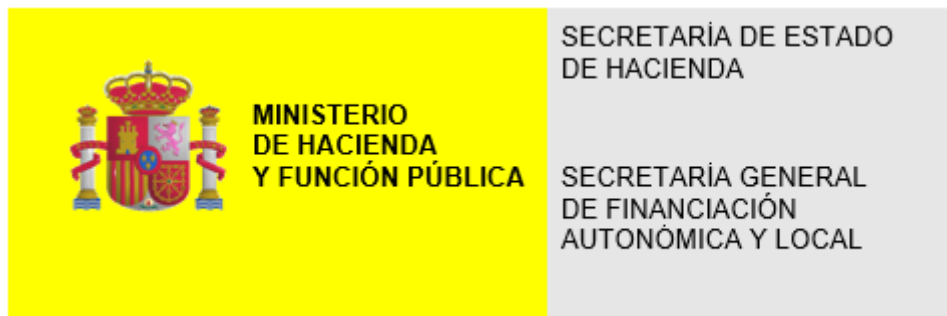 MINISTERIO
DE HACIENDA
Y FUNCIÓN PÚBLICA
SECRETARÍA DE ESTADO
DE HACIENDA
SECRETARÍA GENERAL
DE FINANCIACIÓN
AUTONÓMICA Y LOCAL